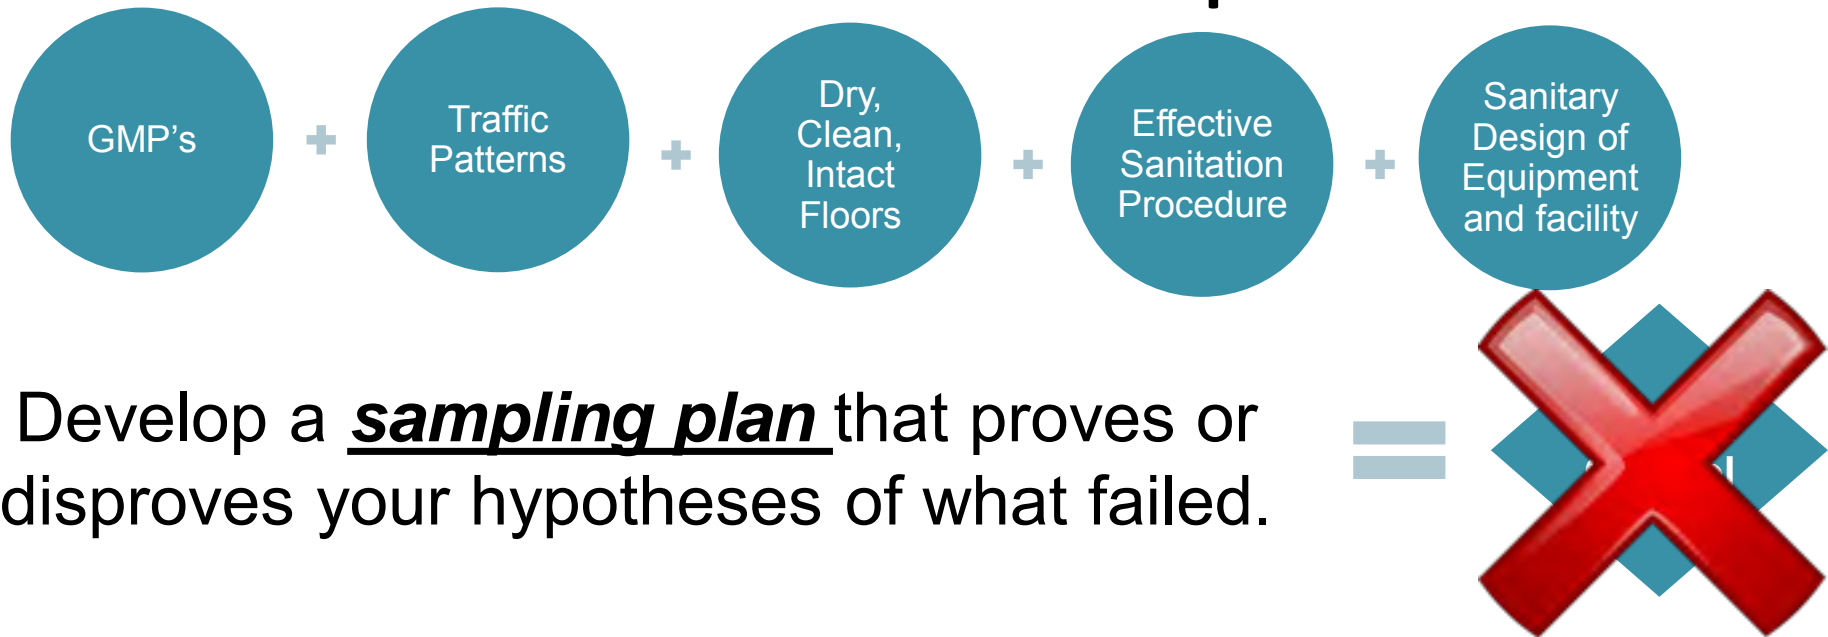 GMP's
Traffic
Patterns
Dry,
Clean,
Intact
Floors
Effective
Sanitation
Procedure
Sanitary
Design of
Equipment
and facility
Develop a sampling plan that proves or
disproves your hypotheses of what failed.